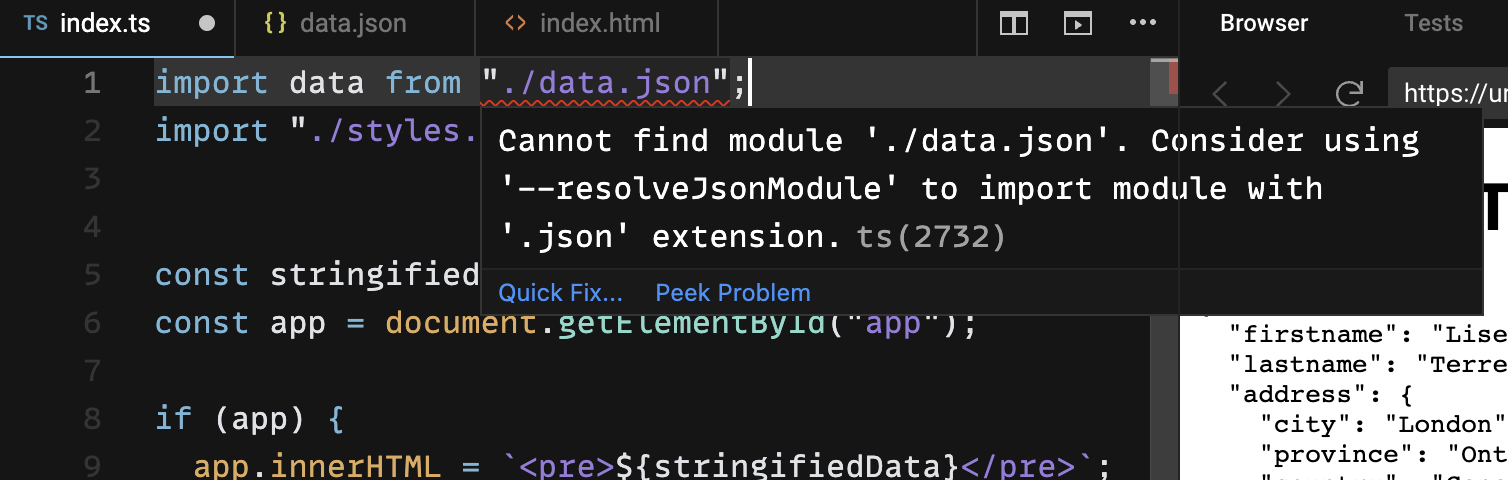 TS index.ts
{} data.json
<> index.html
Browser
Tests
1 import data from "./data.json";
https://ur
2 import "./styles.
Cannot find module './data.json'. Consider using
'--resolveJsonModule' to import module with
'.json' extension. ts(2732)
Quick Fix... Peek Problem
3
4
5 const stringified
6 const app = document.getElementById("app");
7
8 if (app) {
9 app.innerHTML = `<pre>${stringifiedData}</pre>`;
T
"firstname": "Lise
"lastname": "Terre
"address": {
"city": "London"
"province": "Ont